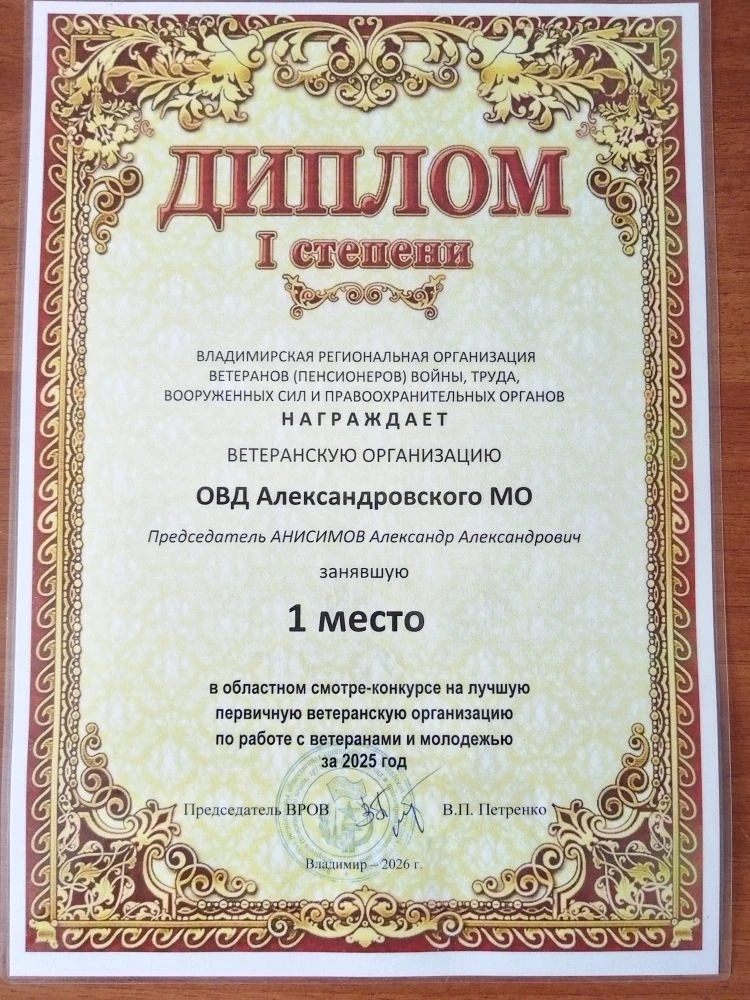 ДИПЛОМ
I степени
ВЛАДИМИРСКАЯ РЕГИОНАЛЬНАЯ ОРГАНИЗАЦИЯ
ВЕТЕРАНОВ (ПЕНСИОНЕРОВ) ВОЙНЫ, ТРУДА,
ВООРУЖЕННЫХ СИЛ И ПРАВООХРАНИТЕЛЬНЫХ ОРГАНОВ
НАГРАЖДАЕТ
ВЕТЕРАНСКУЮ ОРГАНИЗАЦИЮ
ОВД Александровского МО
Председатель АНИСИМОВ Александр Александрович
занявшую
1 место
в областном смотре-конкурсе на лучшую
первичную ветеранскую организацию
по работе с ветеранами и молодежью
за 2025 год
Председатель ВРОВ В.П. Петренко
Владимир – 2026 г.